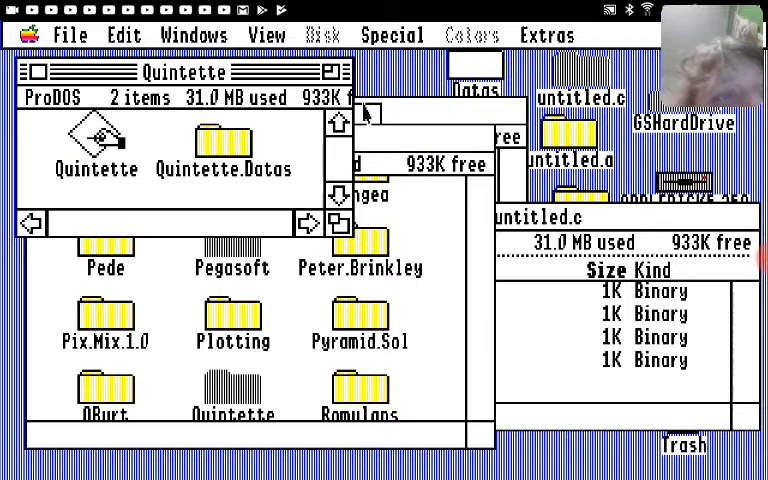 File Edit Windows View Disk Special Colors Extras
Quintette
ProDOS 2 items 31.0 MB used 933K f
Quintette Quintette.Datas
Datas
untitled.c
GSHardDrive
untitled.a
ree
d 933K free
ngea
Pede Pegasoft Peter.Brinkley
Pix.Mix.1.0 Plotting Pyramid.Sol
QBurt Quintette Romulans
untitled.c
31.0 MB used 933K free
Size Kind
1K Binary
1K Binary
1K Binary
1K Binary
Trash